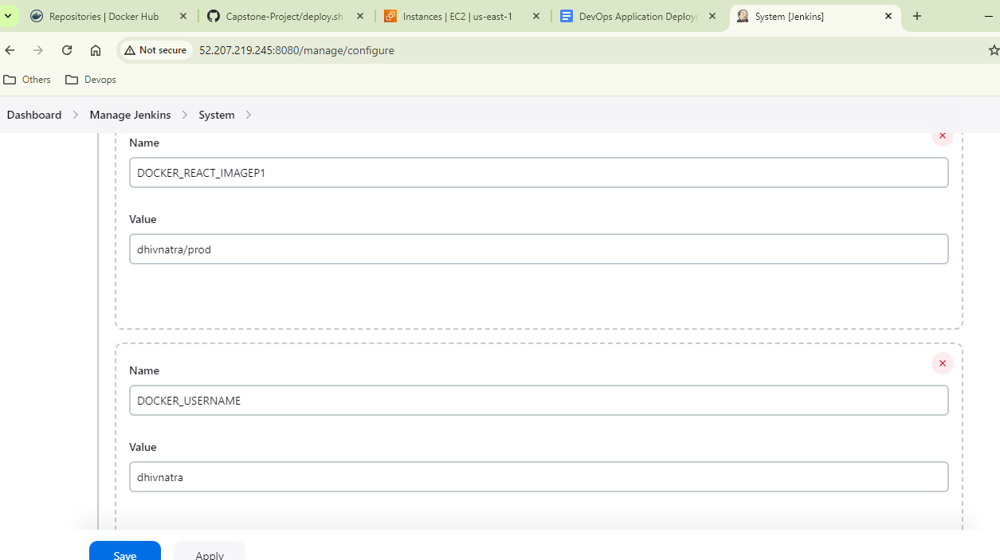 Repositories | Docker Hub
Capstone-Project/deploy.sh
Instances | EC2 | us-east-1
DevOps Application Deploym
System [Jenkins]
Not secure
52.207.219.245:8080/manage/configure
Others
Devops
Dashboard
Manage Jenkins
System
Name
DOCKER_REACT_IMAGEP1
Value
dhivnatra/prod
Name
DOCKER_USERNAME
Value
dhivnatra
Save
Apply